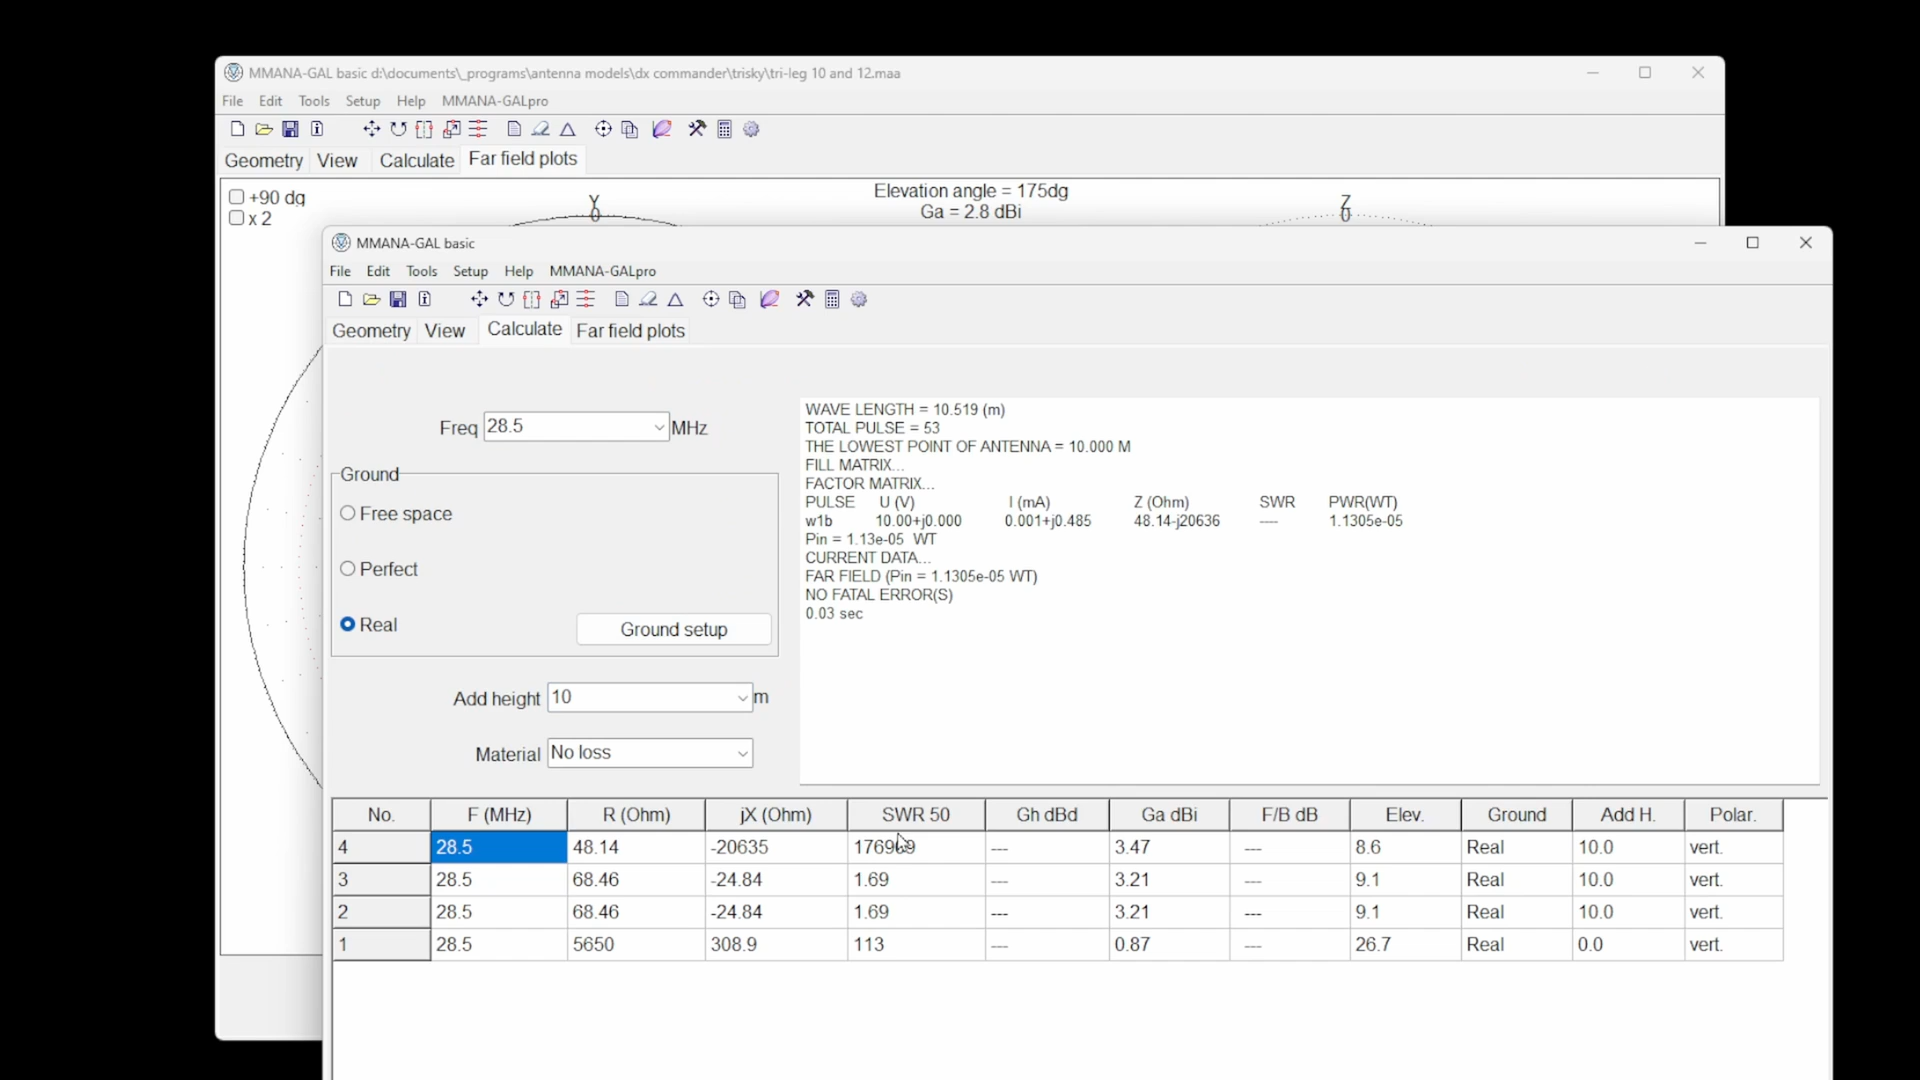 MMANA-GAL basic d:\documents\_programs\antenna models\dx commander\trisky\tri-leg 10 and 12.maa
File Edit Tools Setup Help MMANA-GALpro
Geometry View Calculate Far field plots
+90 dg
x 2
Y
0
Elevation angle = 175dg
Ga = 2.8 dBi
Z
0
MMANA-GAL basic
File Edit Tools Setup Help MMANA-GALpro
Geometry View Calculate Far field plots
Freq 28.5 MHz
Ground
Free space
Perfect
Real
Ground setup
Add height 10 m
Material No loss
WAVE LENGTH = 10.519 (m)
TOTAL PULSE = 53
THE LOWEST POINT OF ANTENNA = 10.000 M
FILL MATRIX...
FACTOR MATRIX...
PULSE U (V) I (mA) Z (Ohm) SWR PWR(WT)
w1b 10.00+j0.000 0.001+j0.485 48.14-j20636 ---- 1.1305e-05
Pin = 1.13e-05 WT
CURRENT DATA...
FAR FIELD (Pin = 1.1305e-05 WT)
NO FATAL ERROR(S)
0.03 sec
No. F (MHz) R (Ohm) jX (Ohm) SWR 50 Gh dBd Ga dBi F/B dB Elev. Ground Add H. Polar.
4 28.5 48.14 -20635 --- 3.47 --- 8.6 Real 10.0 vert.
3 28.5 68.46 -24.84 1.69 --- 3.21 --- 9.1 Real 10.0 vert.
2 28.5 68.46 -24.84 1.69 --- 3.21 --- 9.1 Real 10.0 vert.
1 28.5 5650 308.9 113 --- 0.87 --- 26.7 Real 0.0 vert.